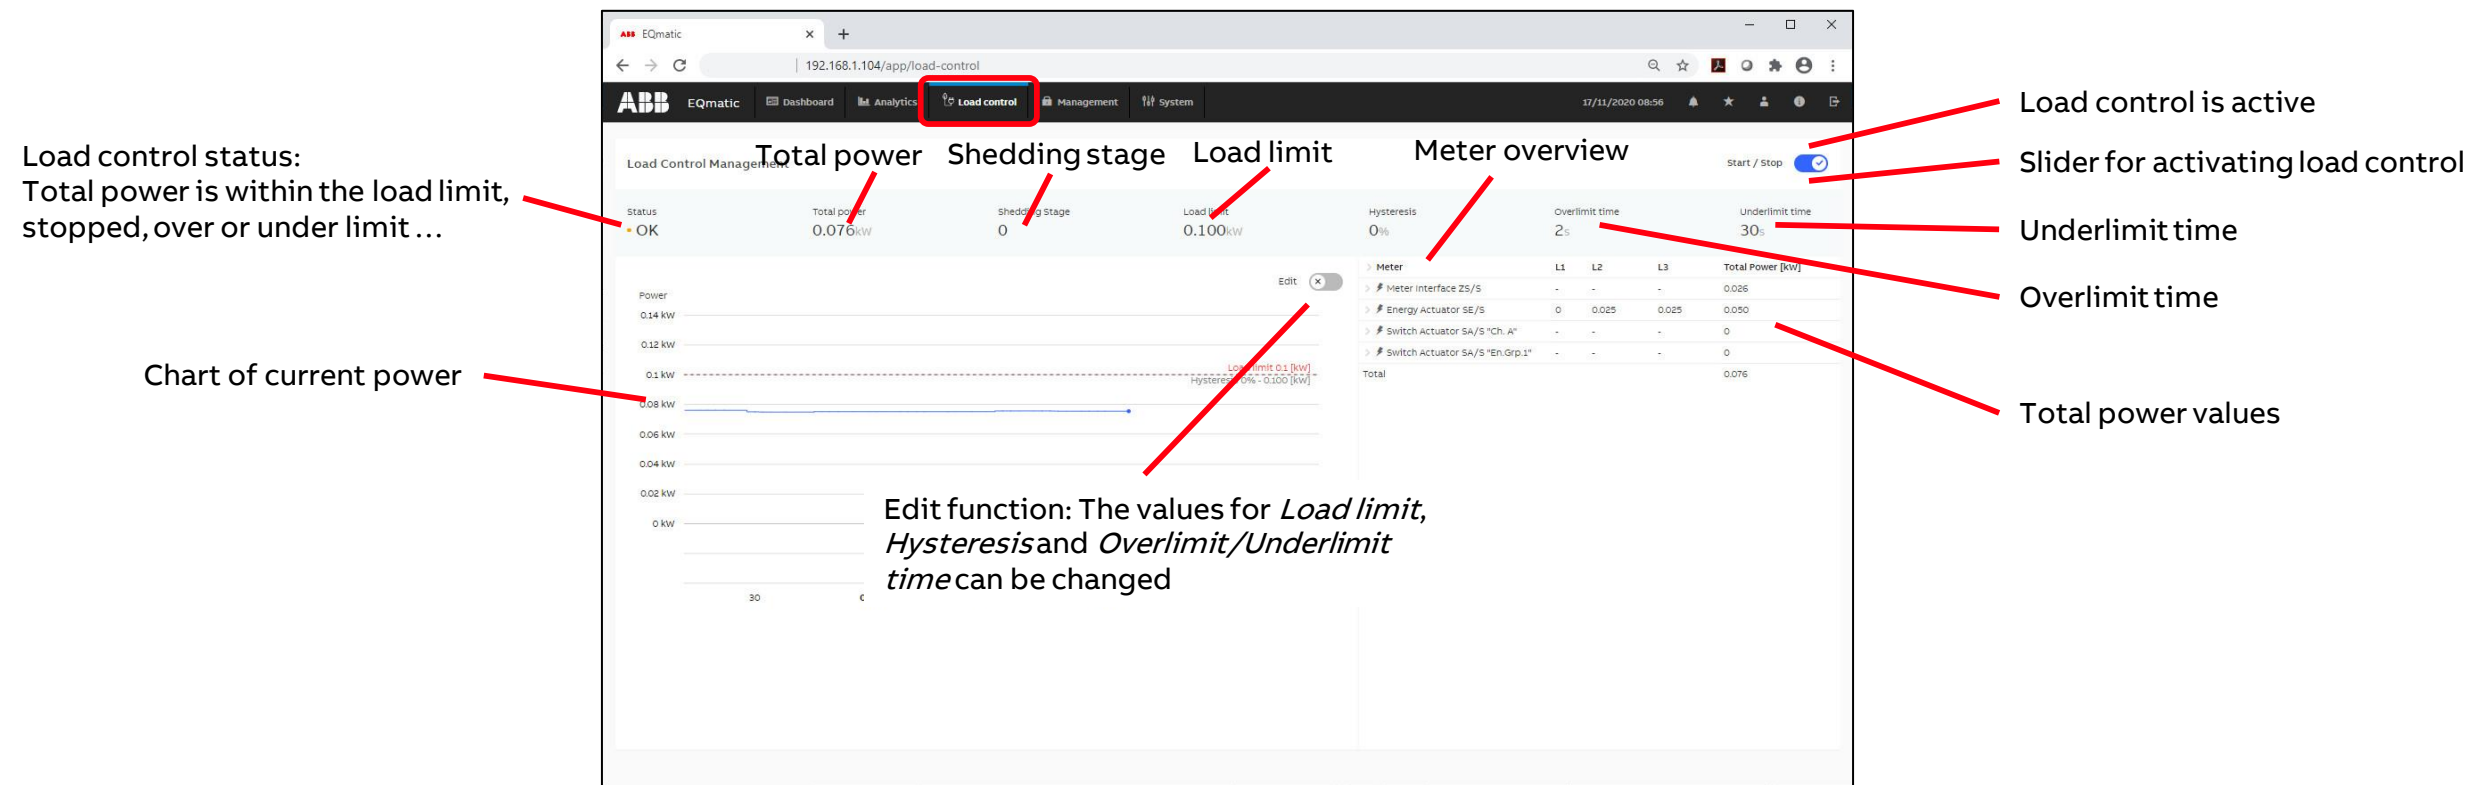 ABB EQmatic
192.168.1.104/app/load-control
ABB EQmatic Dashboard Analytics Load control Management System 17/11/2020 08:56
Load control is active
Load control status:
Total power is within the load limit,
stopped, over or under limit ...
Load Control Management
Total power
Shedding stage
Load limit
Meter overview
Start / Stop
Slider for activating load control
Status Total power Shedding Stage Load limit Hysteresis Overlimit time Underlimit time
OK 0.076kW 0 0.100kW 0% 2s 30s
Underlimit time
Overlimit time
Edit
Meter L1 L2 L3 Total Power [kW]
Meter Interface ZS/S - - - 0.026
Energy Actuator SE/S 0 0.025 0.025 0.050
Switch Actuator SA/S "Ch. A" - - - 0
Switch Actuator SA/S "En.Grp.1" - - - 0
Total 0.076
Total power values
Chart of current power
Power
0.14 kW
0.12 kW
Load limit 0.1 [kW]
0.1 kW
Hysteresis 0% - 0.100 [kW]
0.08 kW
0.06 kW
0.04 kW
0.02 kW
0 kW
30
Edit function: The values for Load limit,
Hysteresis and Overlimit/Underlimit
time can be changed